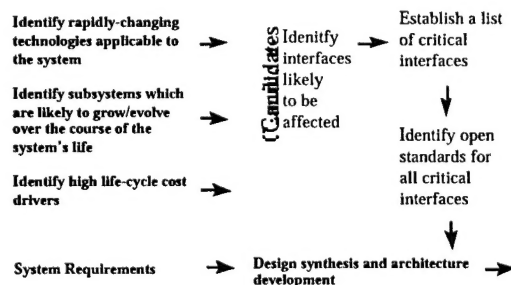 Identify rapidly-changing
technologies applicable to
the system
Identify subsystems which
are likely to grow/evolve
over the course of the
system's life
Identify high life-cycle cost
drivers
(Candidates
Idenitfy
interfaces
likely
to be
affected
Establish a list
of critical
interfaces
Identify open
standards for
all critical
interfaces
System Requirements
Design synthesis and architecture
development